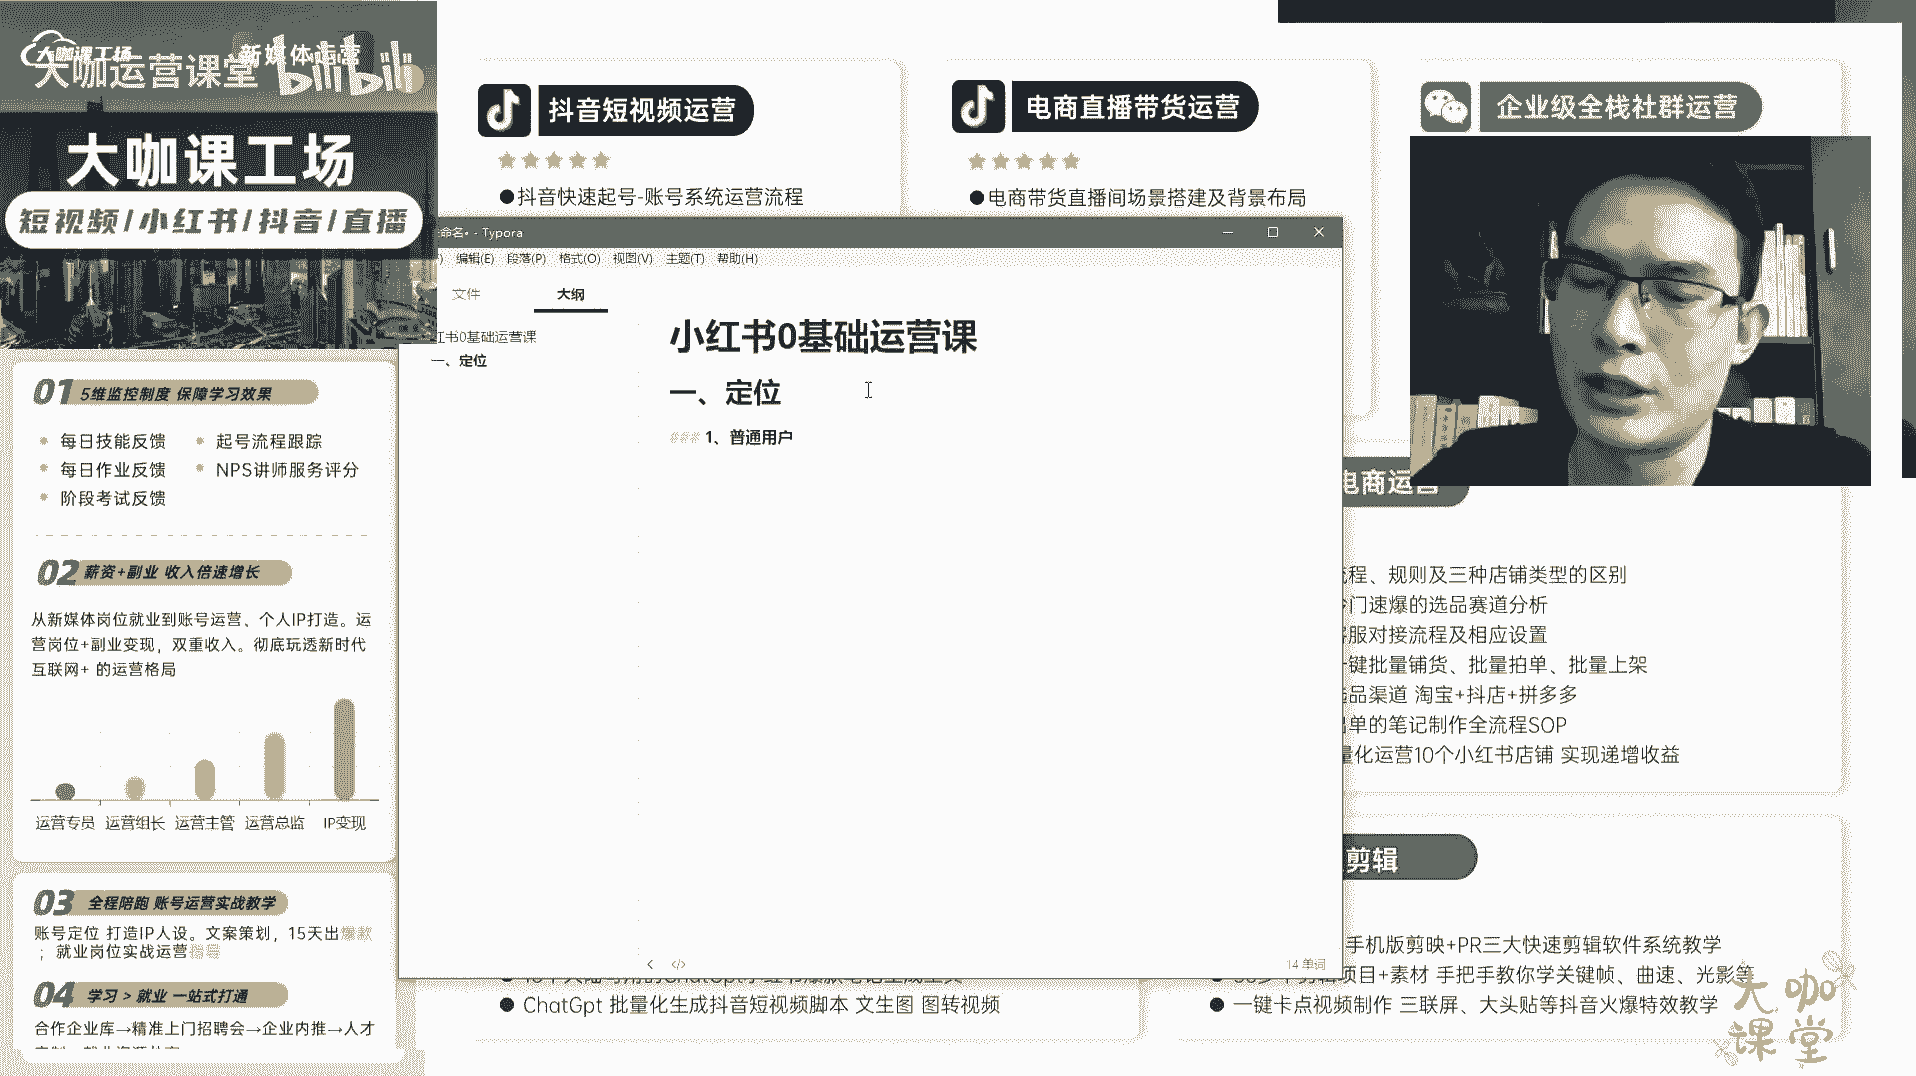 大咖课工场
新媒体运营
大咖运营课堂
bilibili
大咖课工场
短视频/小红书/抖音/直播
01 5维监控制度 保障学习效果
每日技能反馈
起号流程跟踪
每日作业反馈
NPS讲师服务评分
阶段考试反馈
02 薪资+副业 收入倍速增长
从新媒体岗位就业到账号运营、个人IP打造。运
营岗位+副业变现，双重收入。彻底玩透新时代
互联网+ 的运营格局
运营专员 运营组长 运营主管 运营总监 IP变现
03 全程陪跑 账号运营实战教学
账号定位 打造IP人设。文案策划，15天出爆款
；就业岗位实战运营
04 学习 > 就业 一站式打通
合作企业库→精准上门招聘会→企业内推→人才
抖音短视频运营
●抖音快速起号-账号系统运营流程
电商直播带货运营
●电商带货直播间场景搭建及背景布局
企业级全栈社群运营
命名• - Typora
编辑(E) 段落(P) 格式(O) 视图(V) 主题(T) 帮助(H)
文件 大纲
红书0基础运营课
一、定位
小红书0基础运营课
一、定位
### 1、普通用户
14 单词
电商运营
流程、规则及三种店铺类型的区别
冷门速爆的选品赛道分析
客服对接流程及相应设置
一键批量铺货、批量拍单、批量上架
选品渠道 淘宝+抖店+拼多多
出单的笔记制作全流程SOP
量化运营10个小红书店铺 实现递增收益
剪辑
手机版剪映+PR三大快速剪辑软件系统教学
项目+素材 手把手教你学关键帧、曲速、光影等
● 一键卡点视频制作 三联屏、大头贴等抖音火爆特效教学
● ChatGpt 批量化生成抖音短视频脚本 文生图 图转视频
大咖
课堂